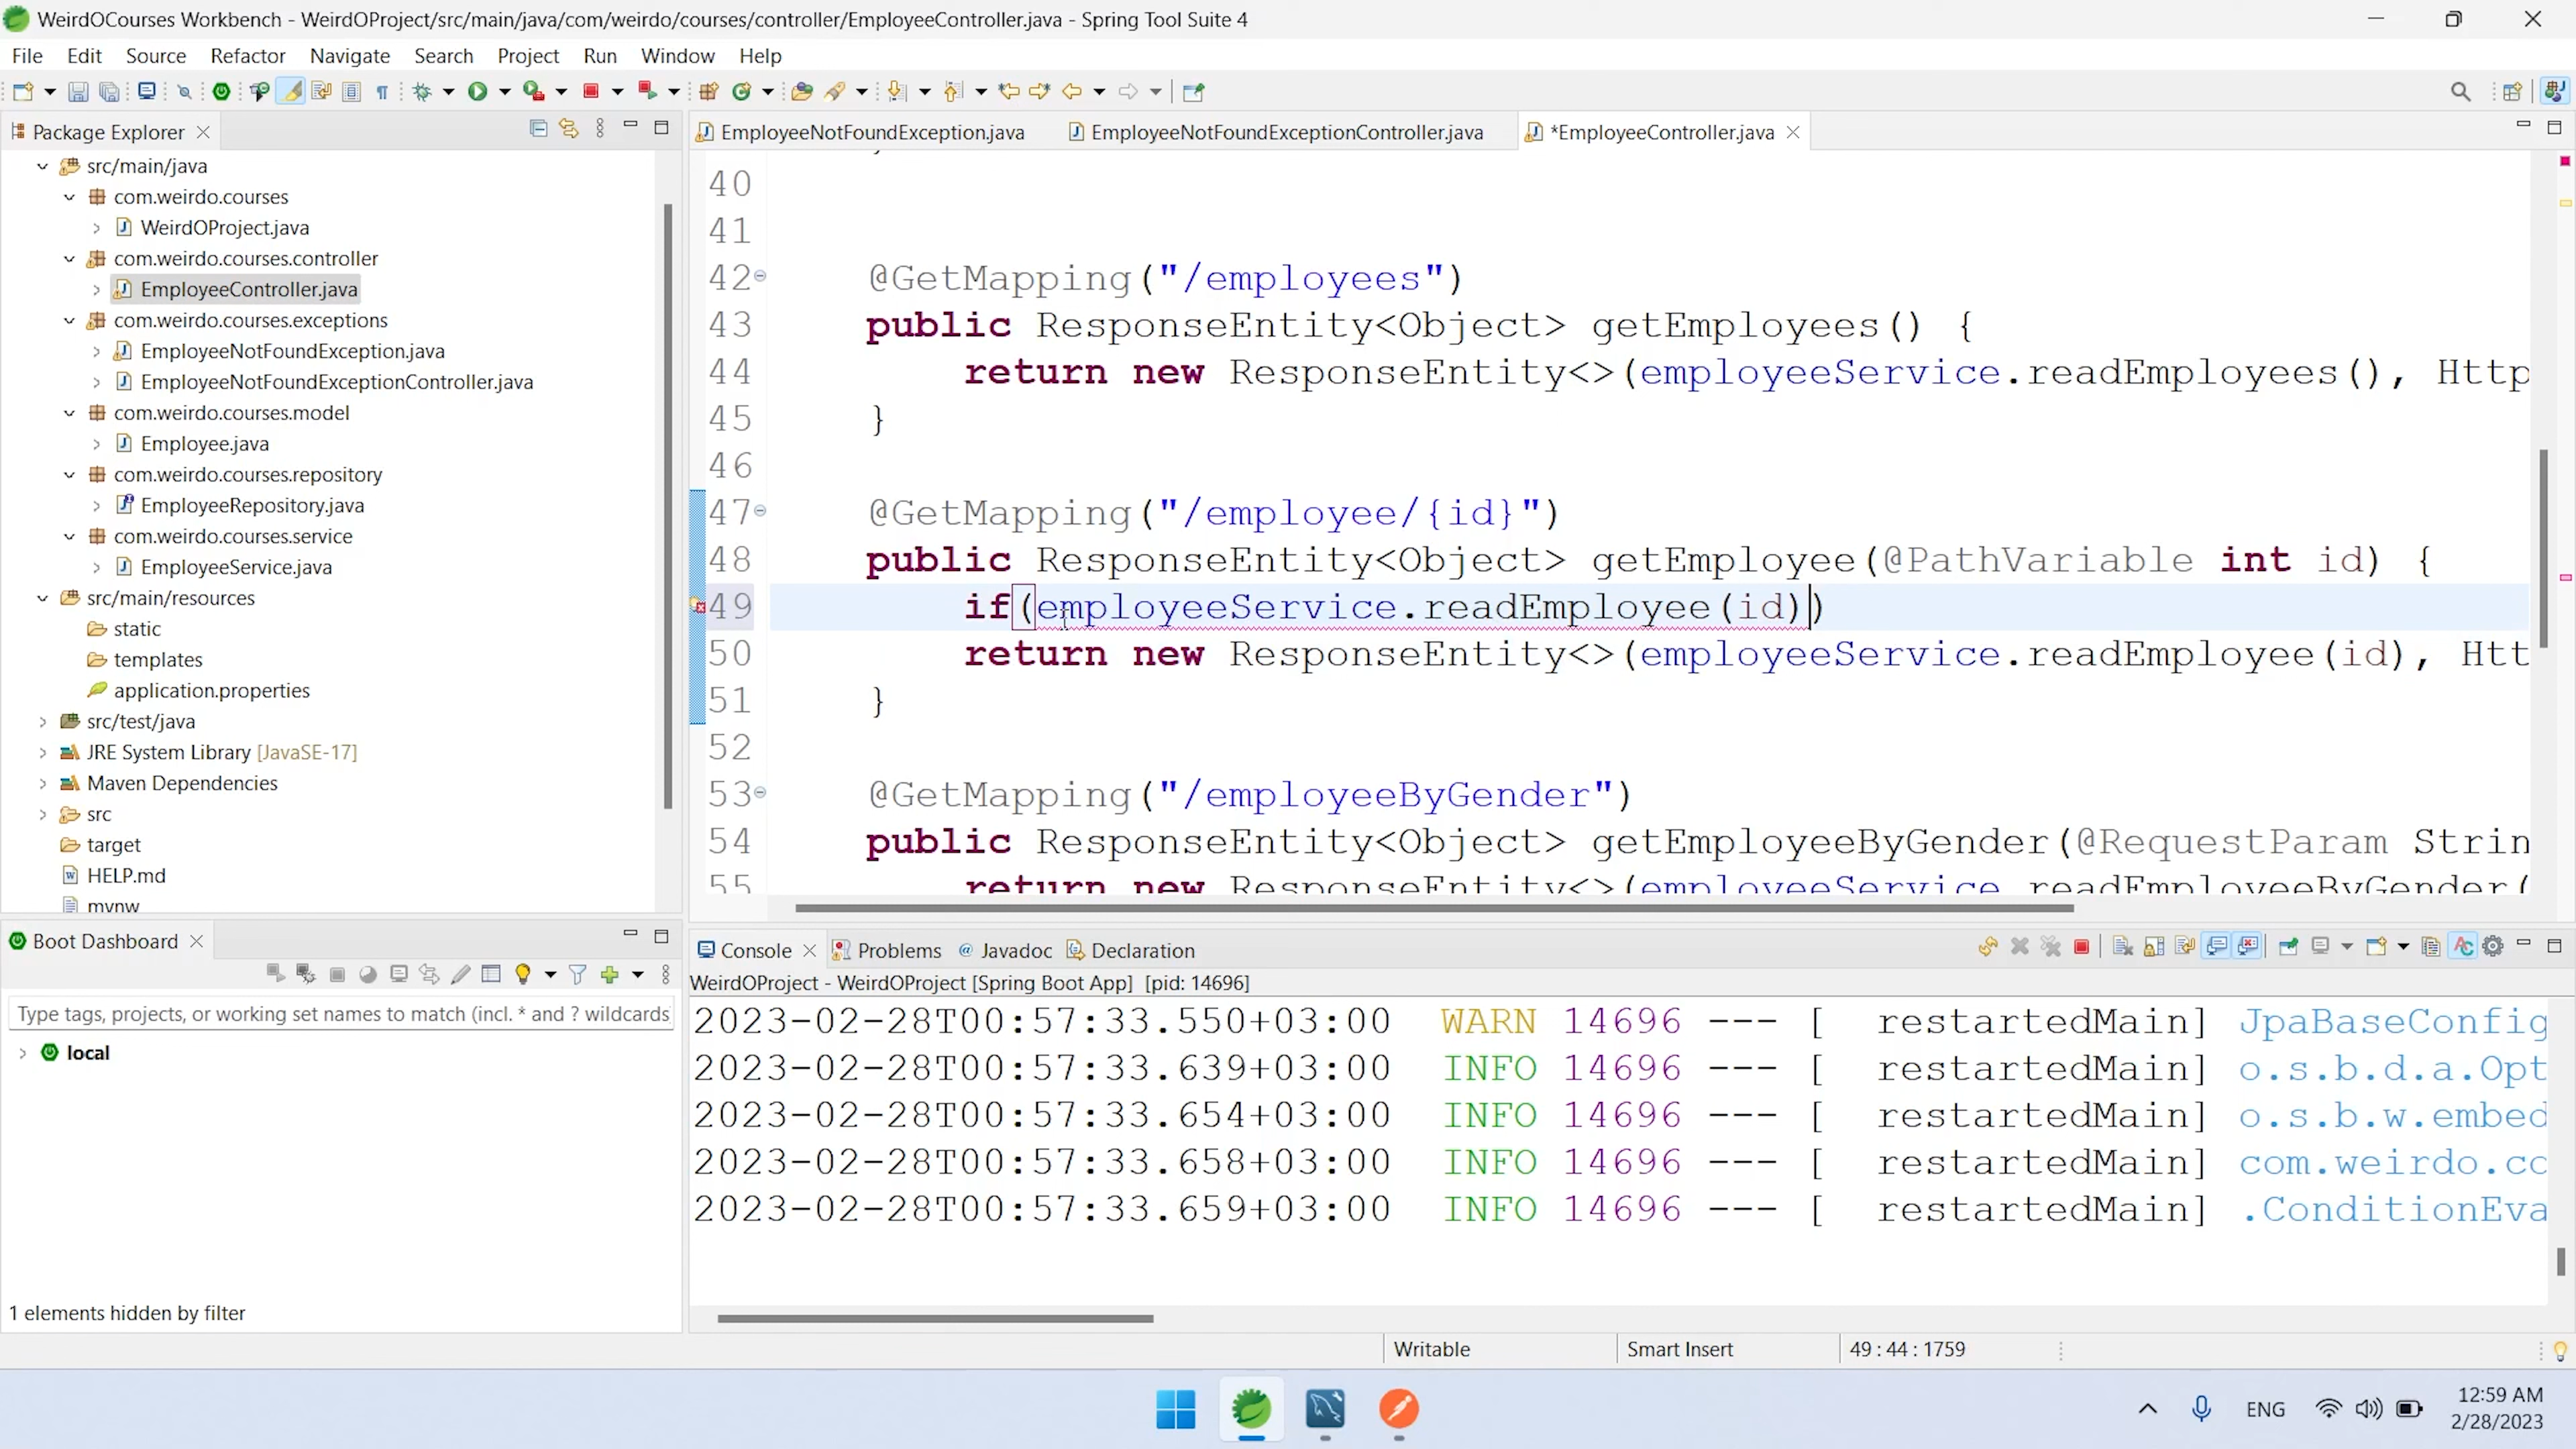 WeirdOCourses Workbench - WeirdOProject/src/main/java/com/weirdo/courses/controller/EmployeeController.java - Spring Tool Suite 4
File Edit Source Refactor Navigate Search Project Run Window Help
Package Explorer
src/main/java
com.weirdo.courses
WeirdOProject.java
com.weirdo.courses.controller
EmployeeController.java
com.weirdo.courses.exceptions
EmployeeNotFoundException.java
EmployeeNotFoundExceptionController.java
com.weirdo.courses.model
Employee.java
com.weirdo.courses.repository
EmployeeRepository.java
com.weirdo.courses.service
EmployeeService.java
src/main/resources
static
templates
application.properties
src/test/java
JRE System Library [JavaSE-17]
Maven Dependencies
src
target
HELP.md
mvnw
EmployeeNotFoundException.java EmployeeNotFoundExceptionController.java *EmployeeController.java
40
41
42 @GetMapping("/employees")
43 public ResponseEntity<Object> getEmployees() {
44 return new ResponseEntity<>(employeeService.readEmployees(), Http
45 }
46
47 @GetMapping("/employee/{id}")
48 public ResponseEntity<Object> getEmployee(@PathVariable int id) {
49 if(employeeService.readEmployee(id))
50 return new ResponseEntity<>(employeeService.readEmployee(id), Htt
51 }
52
53 @GetMapping("/employeeByGender")
54 public ResponseEntity<Object> getEmployeeByGender(@RequestParam Strin
55 return new ResponseEntity<>(employeeService.readEmployeeByGender(
Boot Dashboard
Type tags, projects, or working set names to match (incl. * and ? wildcards
local
1 elements hidden by filter
Console Problems @ Javadoc Declaration
WeirdOProject - WeirdOProject [Spring Boot App] [pid: 14696]
2023-02-28T00:57:33.550+03:00 WARN 14696 --- [ restartedMain] JpaBaseConfig
2023-02-28T00:57:33.639+03:00 INFO 14696 --- [ restartedMain] o.s.b.d.a.Opt
2023-02-28T00:57:33.654+03:00 INFO 14696 --- [ restartedMain] o.s.b.w.embed
2023-02-28T00:57:33.658+03:00 INFO 14696 --- [ restartedMain] com.weirdo.co
2023-02-28T00:57:33.659+03:00 INFO 14696 --- [ restartedMain] .ConditionEva
Writable Smart Insert 49 : 44 : 1759
ENG
12:59 AM
2/28/2023